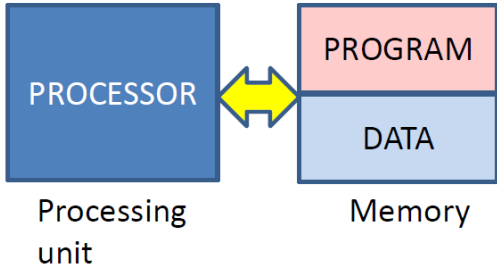 PROCESSOR
PROGRAM
DATA
Processing
unit
Memory